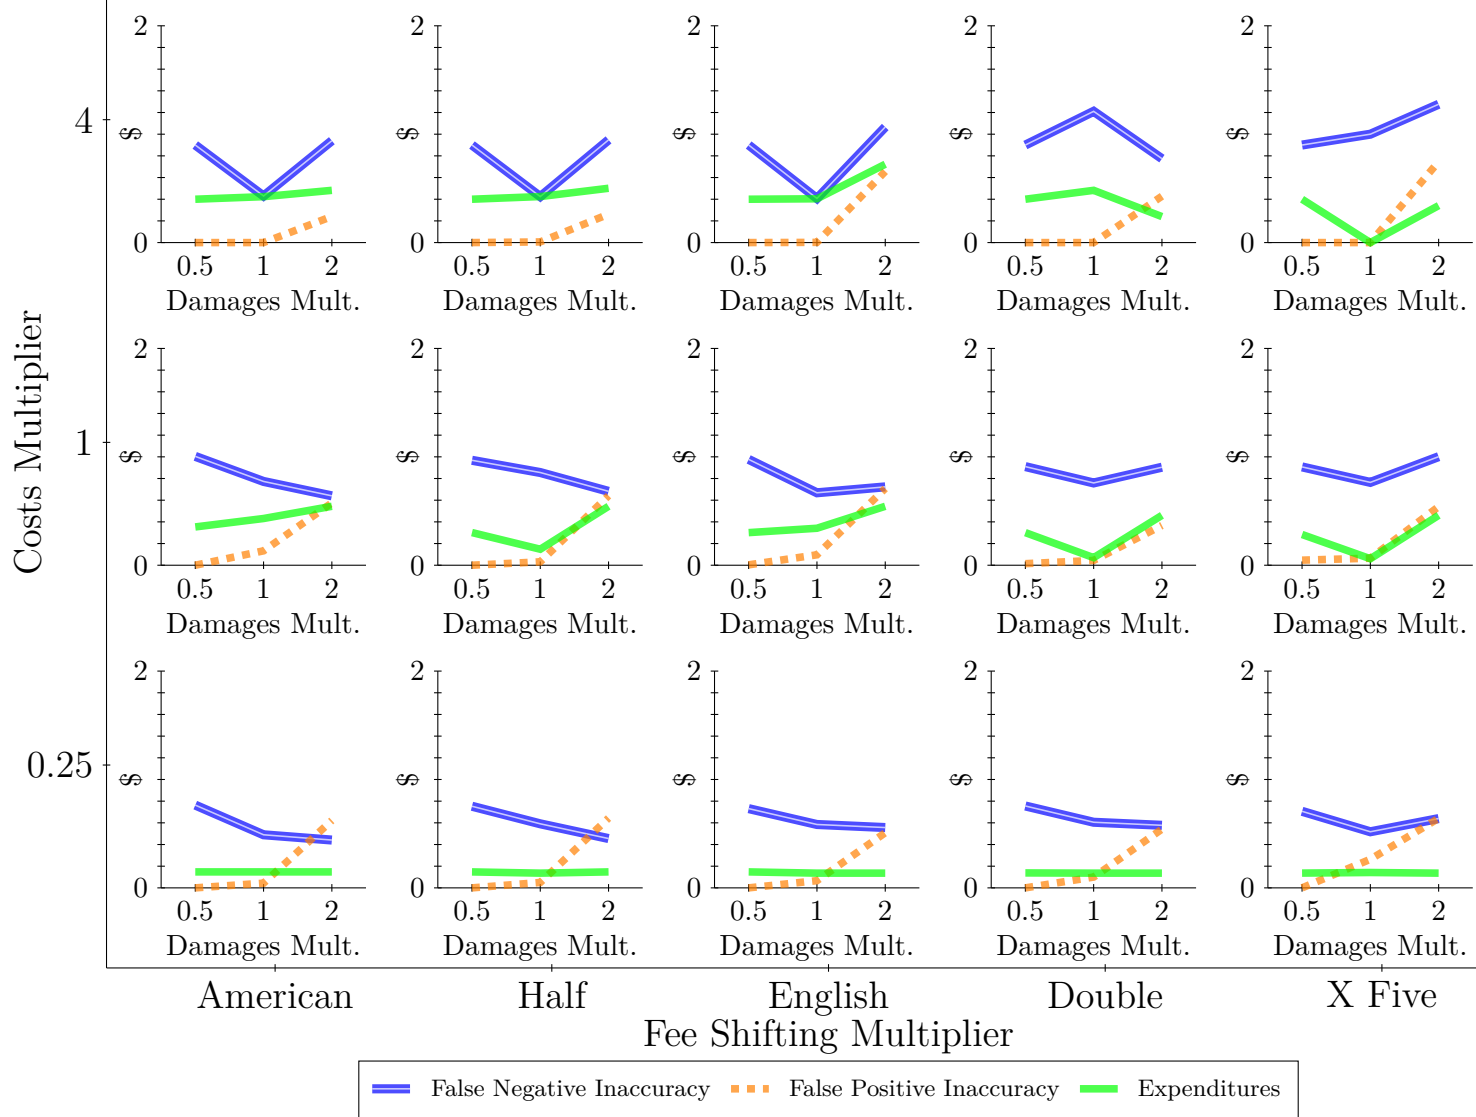 2 2 2 2 2
4 $ $ $ $ $
0 0 0 0 0
0.5 1 2 0.5 1 2 0.5 1 2 0.5 1 2 0.5 1 2
Damages Mult. Damages Mult. Damages Mult. Damages Mult. Damages Mult.
Costs Multiplier
2 2 2 2 2
1 $ $ $ $ $
0 0 0 0 0
0.5 1 2 0.5 1 2 0.5 1 2 0.5 1 2 0.5 1 2
Damages Mult. Damages Mult. Damages Mult. Damages Mult. Damages Mult.
2 2 2 2 2
0.25 $ $ $ $ $
0 0 0 0 0
0.5 1 2 0.5 1 2 0.5 1 2 0.5 1 2 0.5 1 2
Damages Mult. Damages Mult. Damages Mult. Damages Mult. Damages Mult.
American Half English Double X Five
Fee Shifting Multiplier
False Negative Inaccuracy False Positive Inaccuracy Expenditures